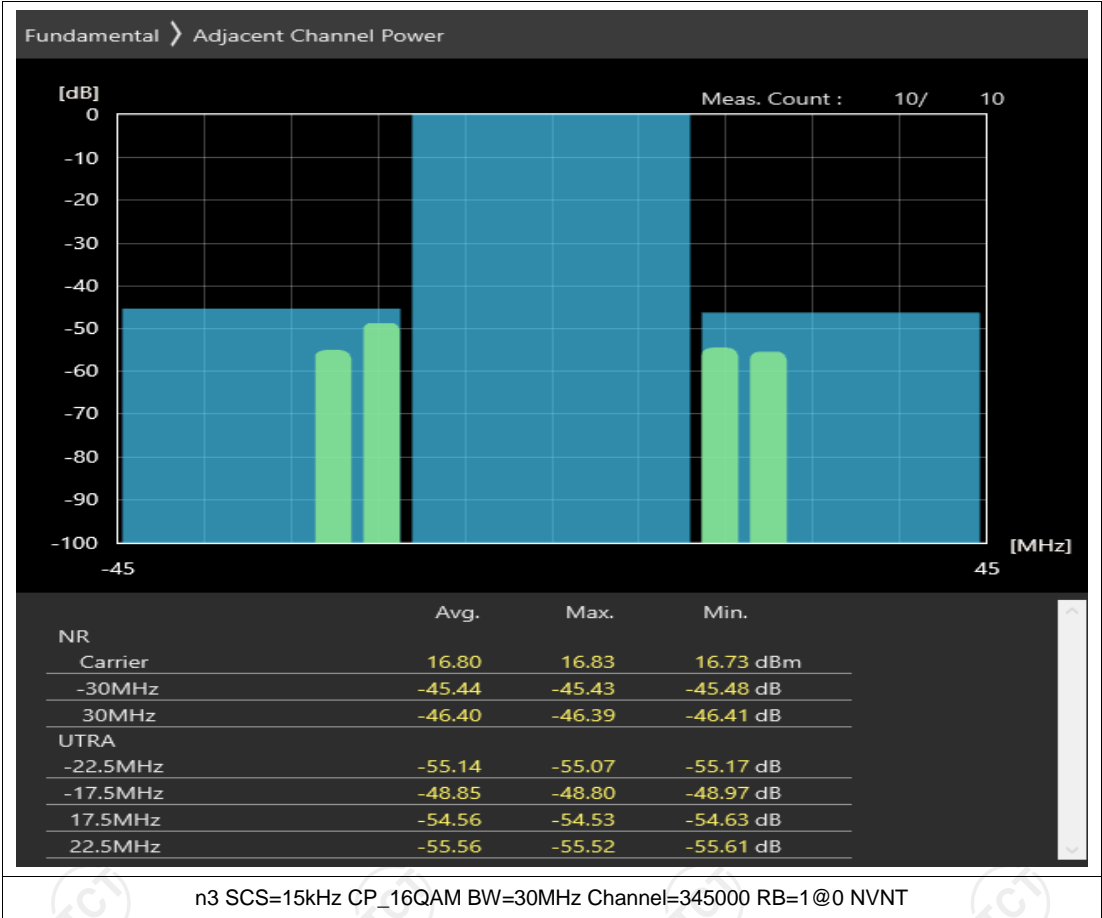 Fundamental 〉 Adjacent Channel Power
[dB]
Meas. Count : 10/ 10
0
-10
-20
-30
-40
-50
-60
-70
-80
-90
-100
[MHz]
-45 45
Avg. Max. Min.
NR
Carrier 16.80 16.83 16.73 dBm
-30MHz -45.44 -45.43 -45.48 dB
30MHz -46.40 -46.39 -46.41 dB
UTRA
-22.5MHz -55.14 -55.07 -55.17 dB
-17.5MHz -48.85 -48.80 -48.97 dB
17.5MHz -54.56 -54.53 -54.63 dB
22.5MHz -55.56 -55.52 -55.61 dB
n3 SCS=15kHz CP_16QAM BW=30MHz Channel=345000 RB=1@0 NVNT
TCT TCT TCT TCT